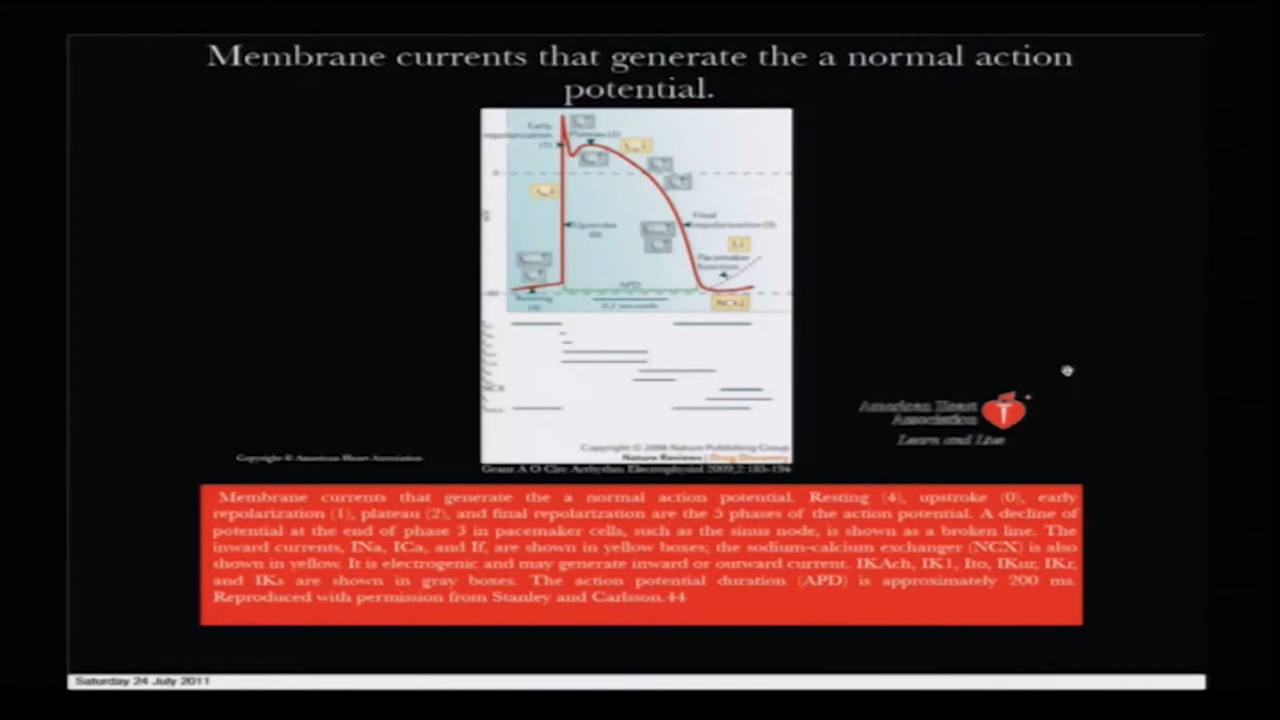 Membrane currents that generate the a normal action
potential.
Early
repolarization
(1)
Plateau (2)
0
Upstroke
(0)
Final
repolarization (3)
Pacemaker
function
APD
0.2 seconds
Resting
(4)
NCX
NCX
Copyright © 2006 Nature Publishing Group
Nature Reviews | Drug Discovery
Grant A O Circ Arrhythm Electrophysiol 2009;2:185-194
Copyright © American Heart Association
American Heart
Association
Learn and Live
Membrane currents that generate the a normal action potential. Resting (4), upstroke (0), early
repolarization (1), plateau (2), and final repolarization are the 5 phases of the action potential. A decline of
potential at the end of phase 3 in pacemaker cells, such as the sinus node, is shown as a broken line. The
inward currents, INa, ICa, and If, are shown in yellow boxes; the sodium-calcium exchanger (NCX) is also
shown in yellow. It is electrogenic and may generate inward or outward current. IKAch, IK1, Ito, IKur, IKr,
and IKs are shown in gray boxes. The action potential duration (APD) is approximately 200 ms.
Reproduced with permission from Stanley and Carlsson.44
Saturday 24 July 2011